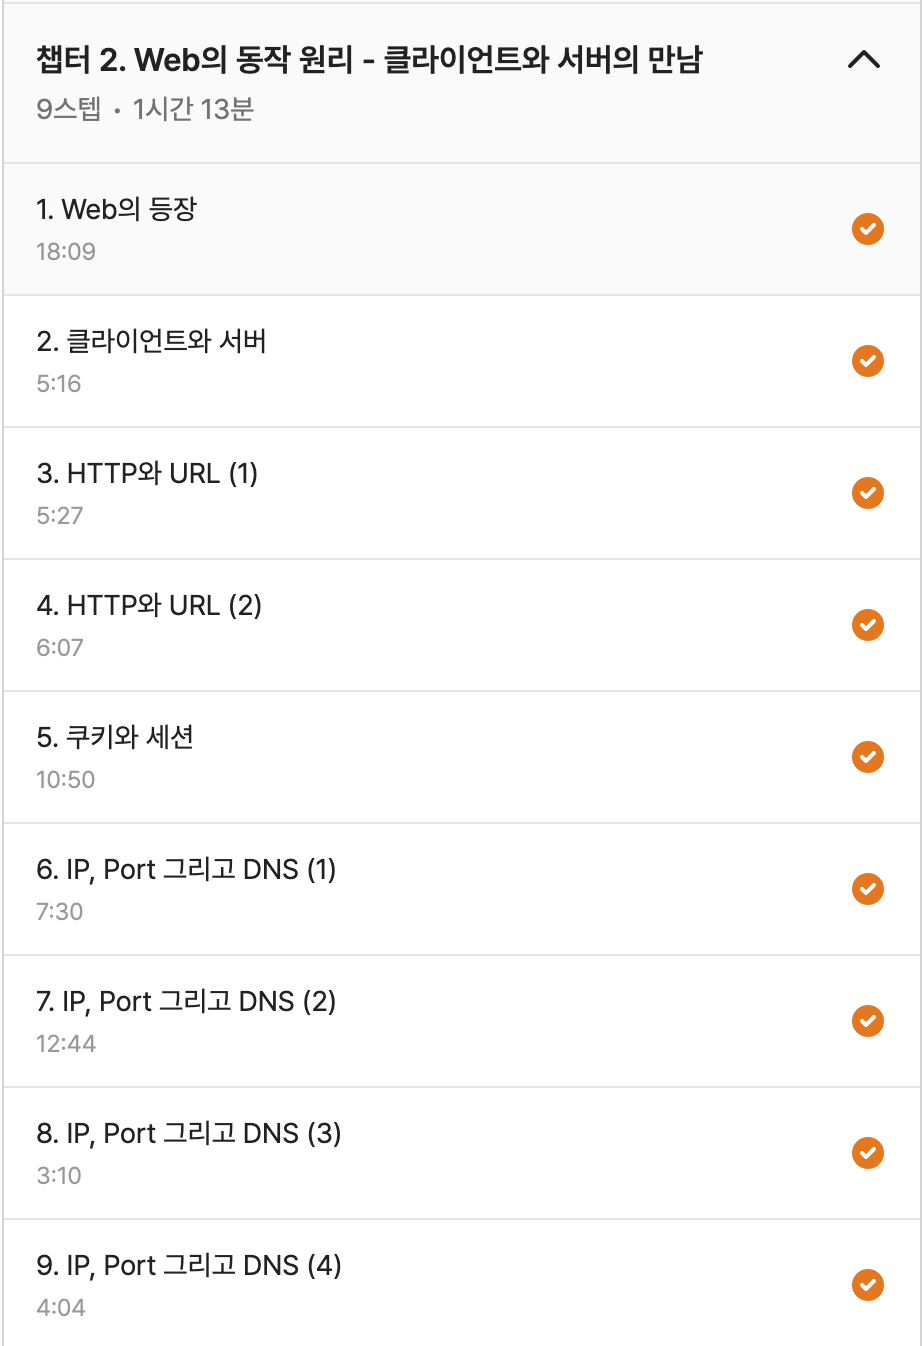 챕터 2. Web의 동작 원리 - 클라이언트와 서버의 만남
9스텝 · 1시간 13분
1. Web의 등장
18:09
2. 클라이언트와 서버
5:16
3. HTTP와 URL (1)
5:27
4. HTTP와 URL (2)
6:07
5. 쿠키와 세션
10:50
6. IP, Port 그리고 DNS (1)
7:30
7. IP, Port 그리고 DNS (2)
12:44
8. IP, Port 그리고 DNS (3)
3:10
9. IP, Port 그리고 DNS (4)
4:04